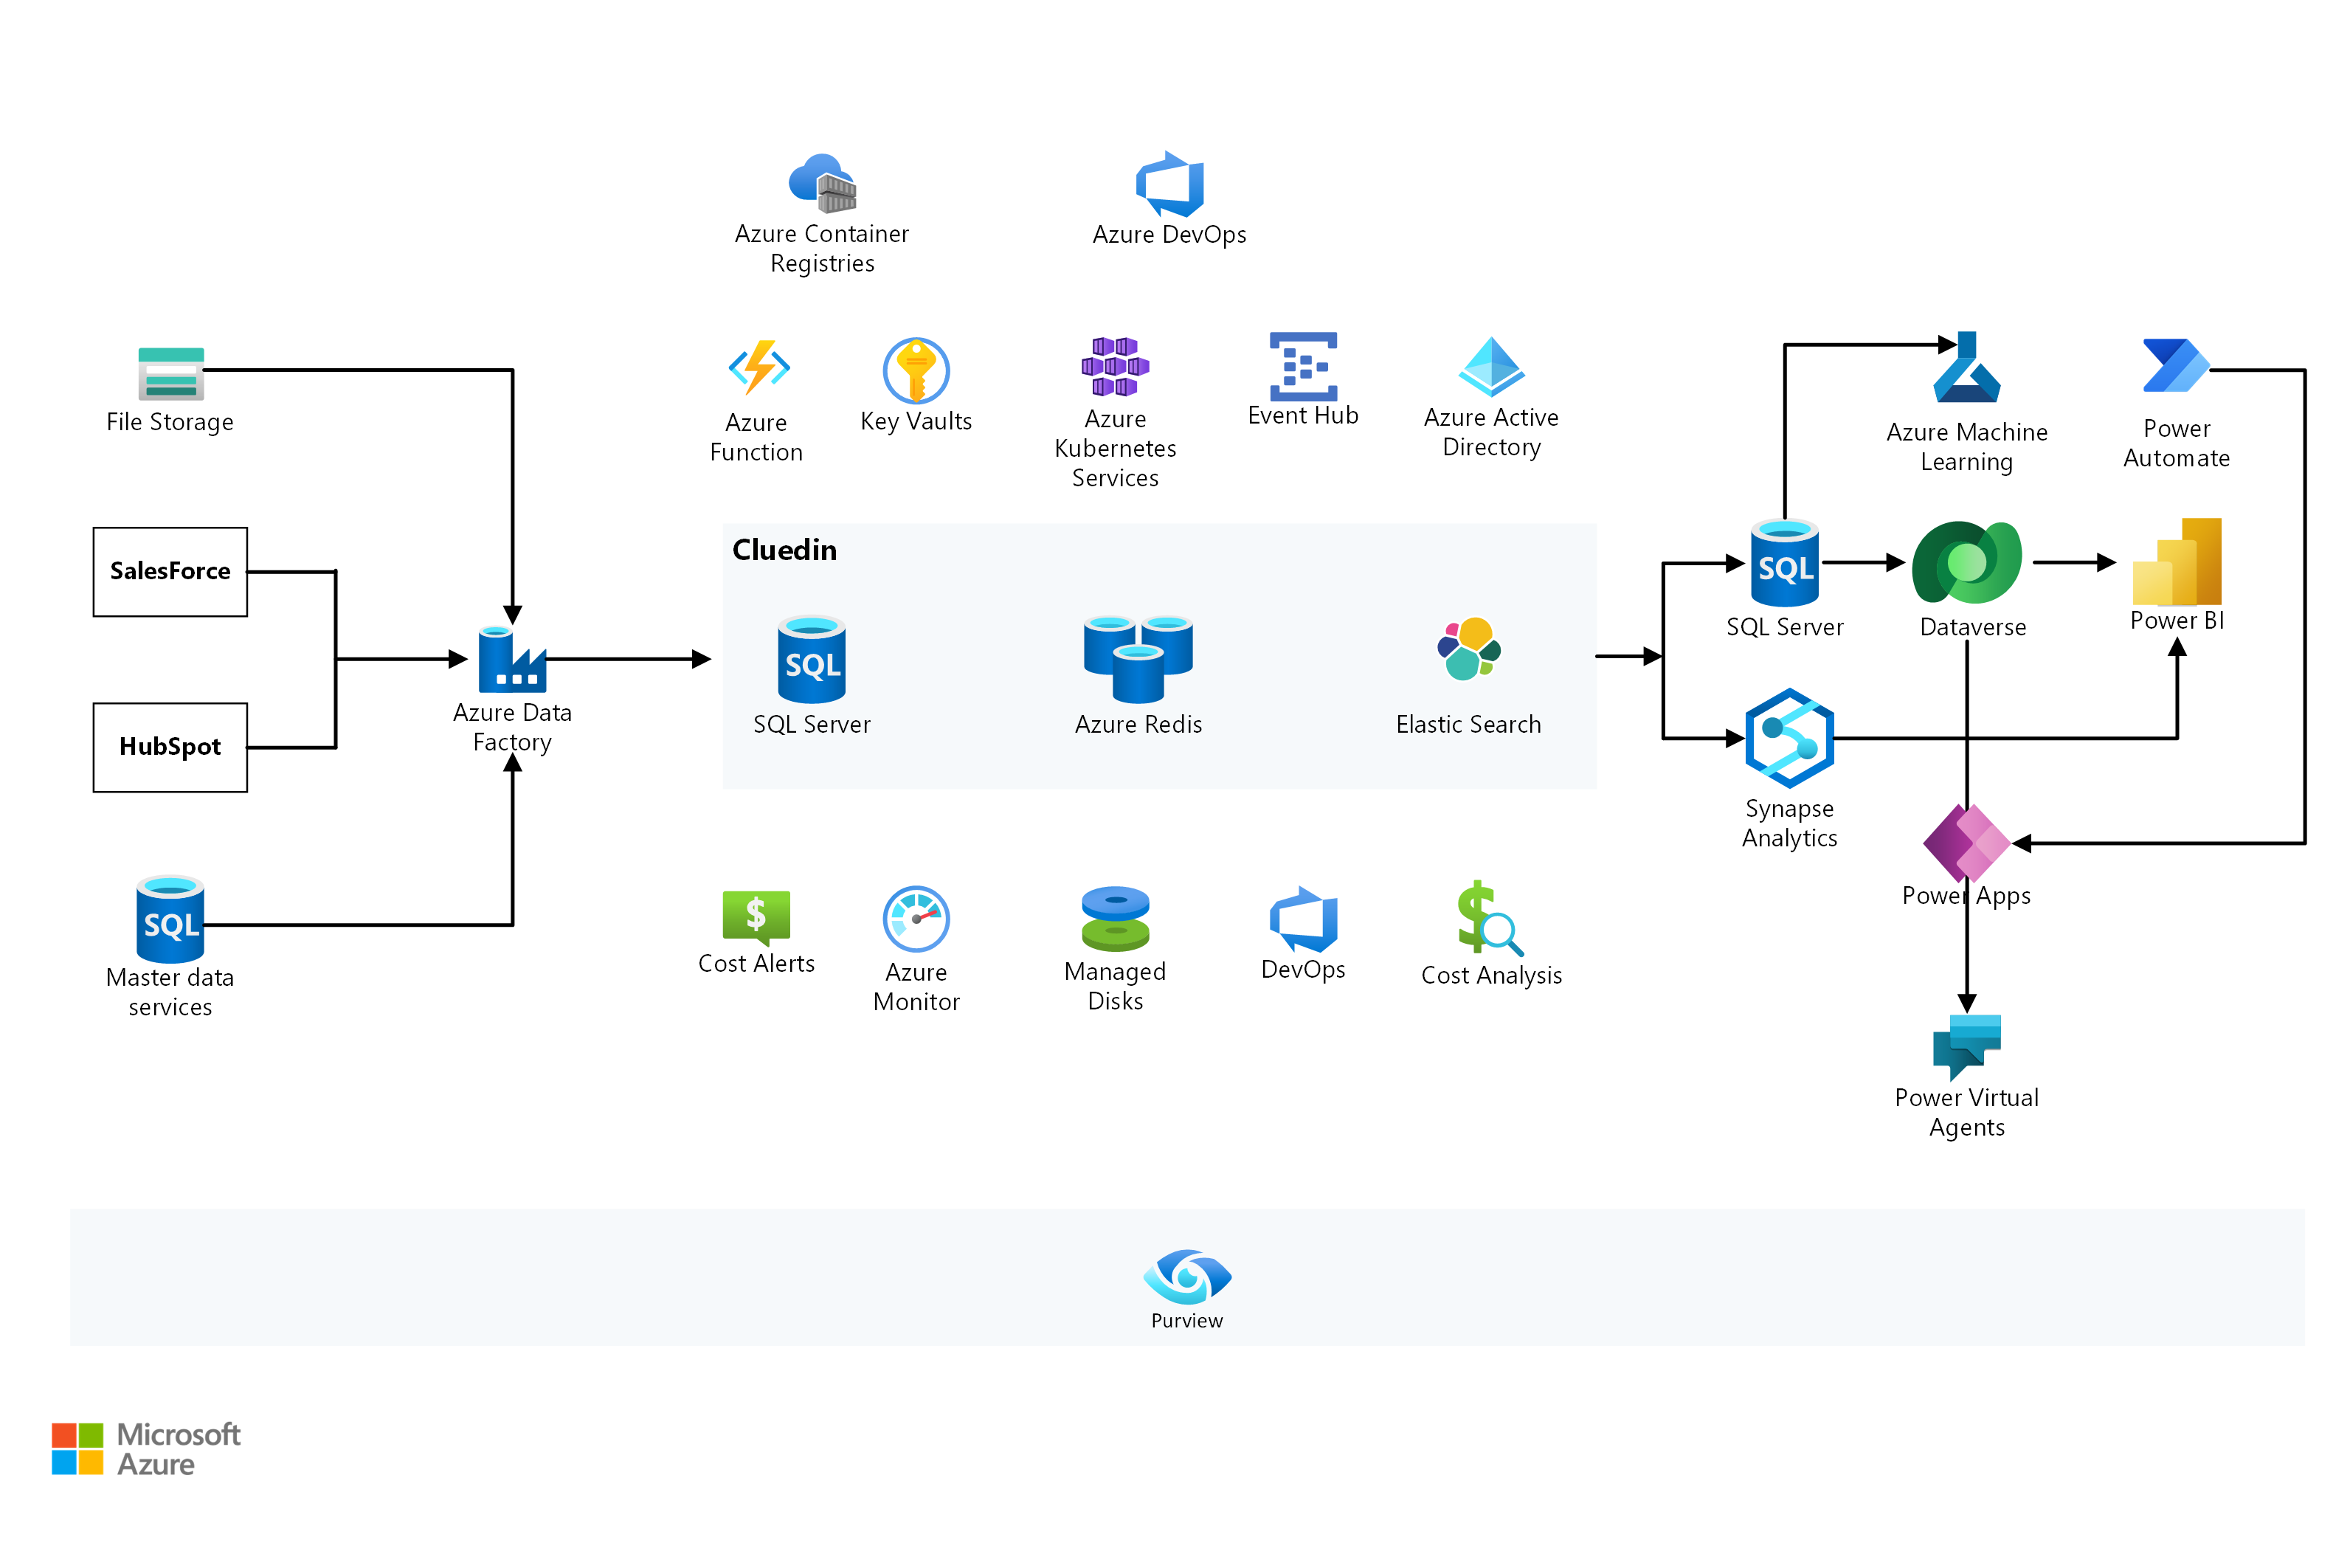 Azure Container
Registries
Azure DevOps
File Storage
Azure
Function
Key Vaults
Azure
Kubernetes
Services
Event Hub
Azure Active
Directory
Azure Machine
Learning
Power
Automate
SalesForce
HubSpot
Azure Data
Factory
SQL
Master data
services
Cluedin
SQL
SQL Server
Azure Redis
Elastic Search
SQL
SQL Server
Dataverse
Power BI
Synapse
Analytics
Power Apps
Power Virtual
Agents
$
Cost Alerts
Azure
Monitor
Managed
Disks
DevOps
$
Cost Analysis
Purview
Microsoft
Azure